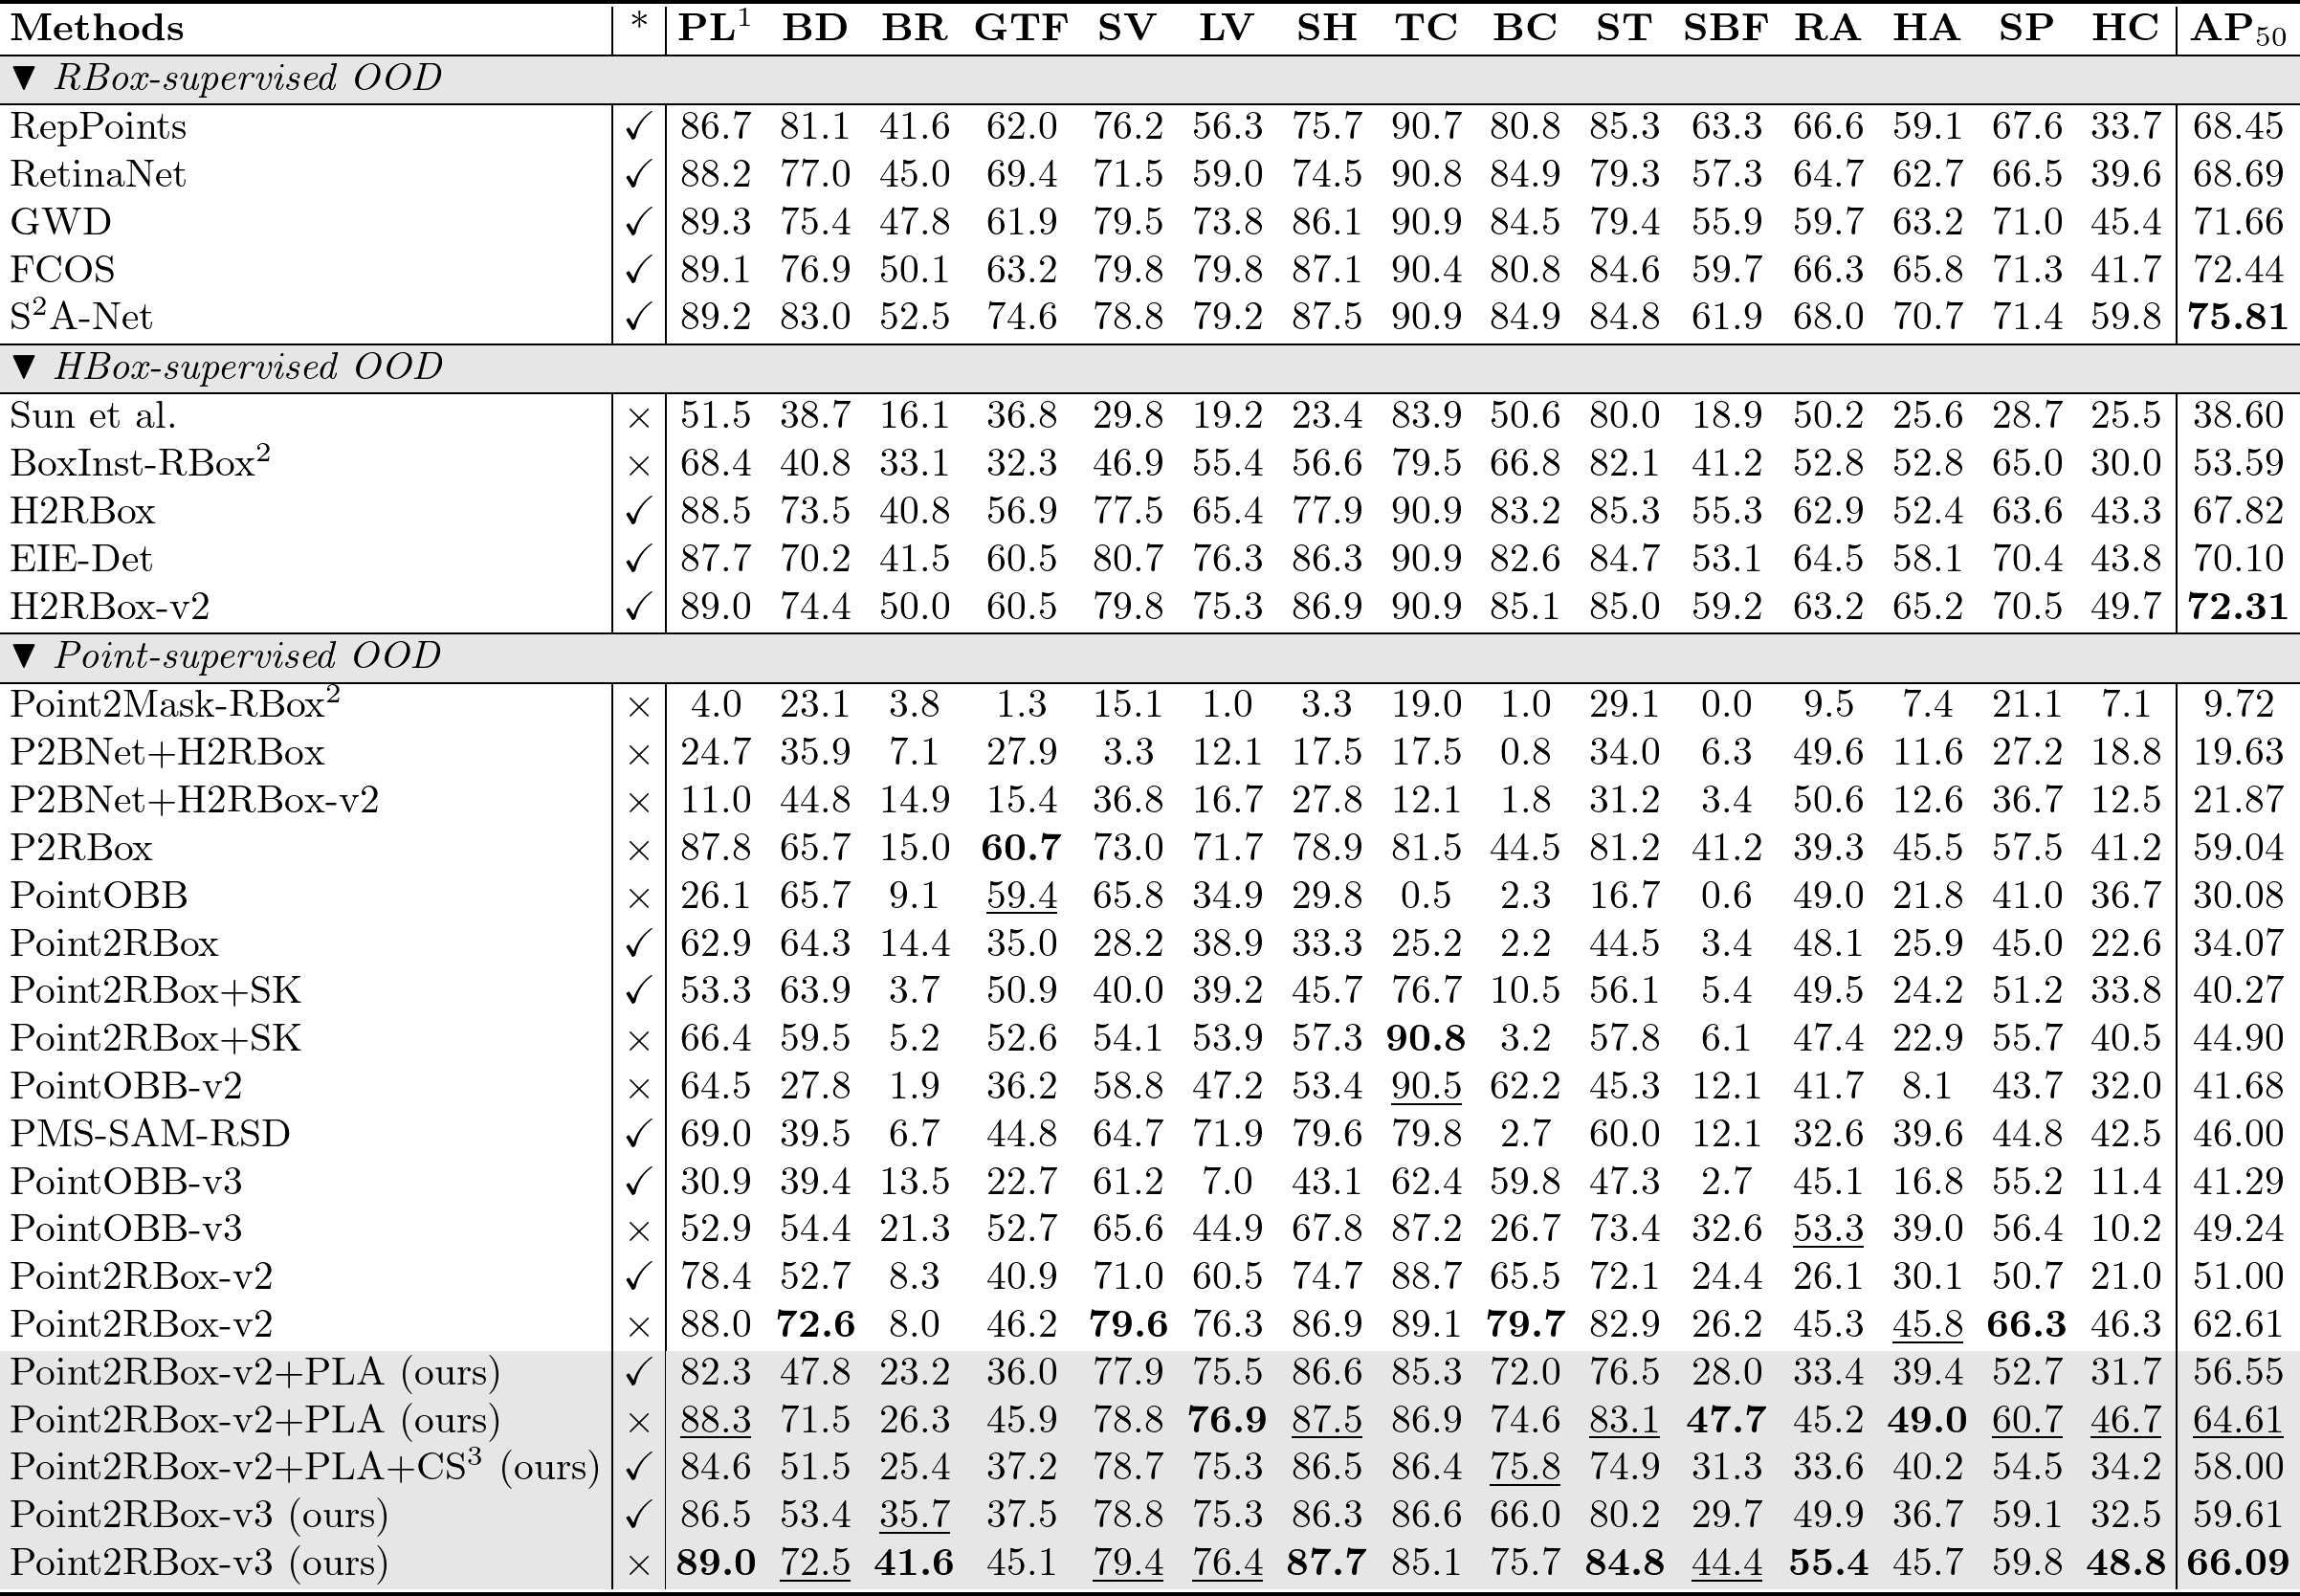 Methods * PL¹ BD BR GTF SV LV SH TC BC ST SBF RA HA SP HC AP₅₀
▼ RBox-supervised OOD
RepPoints ✓ 86.7 81.1 41.6 62.0 76.2 56.3 75.7 90.7 80.8 85.3 63.3 66.6 59.1 67.6 33.7 68.45
RetinaNet ✓ 88.2 77.0 45.0 69.4 71.5 59.0 74.5 90.8 84.9 79.3 57.3 64.7 62.7 66.5 39.6 68.69
GWD ✓ 89.3 75.4 47.8 61.9 79.5 73.8 86.1 90.9 84.5 79.4 55.9 59.7 63.2 71.0 45.4 71.66
FCOS ✓ 89.1 76.9 50.1 63.2 79.8 79.8 87.1 90.4 80.8 84.6 59.7 66.3 65.8 71.3 41.7 72.44
S²A-Net ✓ 89.2 83.0 52.5 74.6 78.8 79.2 87.5 90.9 84.9 84.8 61.9 68.0 70.7 71.4 59.8 75.81
▼ HBox-supervised OOD
Sun et al. × 51.5 38.7 16.1 36.8 29.8 19.2 23.4 83.9 50.6 80.0 18.9 50.2 25.6 28.7 25.5 38.60
BoxInst-RBox² × 68.4 40.8 33.1 32.3 46.9 55.4 56.6 79.5 66.8 82.1 41.2 52.8 52.8 65.0 30.0 53.59
H2RBox ✓ 88.5 73.5 40.8 56.9 77.5 65.4 77.9 90.9 83.2 85.3 55.3 62.9 52.4 63.6 43.3 67.82
EIE-Det ✓ 87.7 70.2 41.5 60.5 80.7 76.3 86.3 90.9 82.6 84.7 53.1 64.5 58.1 70.4 43.8 70.10
H2RBox-v2 ✓ 89.0 74.4 50.0 60.5 79.8 75.3 86.9 90.9 85.1 85.0 59.2 63.2 65.2 70.5 49.7 72.31
▼ Point-supervised OOD
Point2Mask-RBox² × 4.0 23.1 3.8 1.3 15.1 1.0 3.3 19.0 1.0 29.1 0.0 9.5 7.4 21.1 7.1 9.72
P2BNet+H2RBox × 24.7 35.9 7.1 27.9 3.3 12.1 17.5 17.5 0.8 34.0 6.3 49.6 11.6 27.2 18.8 19.63
P2BNet+H2RBox-v2 × 11.0 44.8 14.9 15.4 36.8 16.7 27.8 12.1 1.8 31.2 3.4 50.6 12.6 36.7 12.5 21.87
P2RBox × 87.8 65.7 15.0 60.7 73.0 71.7 78.9 81.5 44.5 81.2 41.2 39.3 45.5 57.5 41.2 59.04
PointOBB × 26.1 65.7 9.1 59.4 65.8 34.9 29.8 0.5 2.3 16.7 0.6 49.0 21.8 41.0 36.7 30.08
Point2RBox ✓ 62.9 64.3 14.4 35.0 28.2 38.9 33.3 25.2 2.2 44.5 3.4 48.1 25.9 45.0 22.6 34.07
Point2RBox+SK ✓ 53.3 63.9 3.7 50.9 40.0 39.2 45.7 76.7 10.5 56.1 5.4 49.5 24.2 51.2 33.8 40.27
Point2RBox+SK × 66.4 59.5 5.2 52.6 54.1 53.9 57.3 90.8 3.2 57.8 6.1 47.4 22.9 55.7 40.5 44.90
PointOBB-v2 × 64.5 27.8 1.9 36.2 58.8 47.2 53.4 90.5 62.2 45.3 12.1 41.7 8.1 43.7 32.0 41.68
PMS-SAM-RSD ✓ 69.0 39.5 6.7 44.8 64.7 71.9 79.6 79.8 2.7 60.0 12.1 32.6 39.6 44.8 42.5 46.00
PointOBB-v3 ✓ 30.9 39.4 13.5 22.7 61.2 7.0 43.1 62.4 59.8 47.3 2.7 45.1 16.8 55.2 11.4 41.29
PointOBB-v3 × 52.9 54.4 21.3 52.7 65.6 44.9 67.8 87.2 26.7 73.4 32.6 53.3 39.0 56.4 10.2 49.24
Point2RBox-v2 ✓ 78.4 52.7 8.3 40.9 71.0 60.5 74.7 88.7 65.5 72.1 24.4 26.1 30.1 50.7 21.0 51.00
Point2RBox-v2 × 88.0 72.6 8.0 46.2 79.6 76.3 86.9 89.1 79.7 82.9 26.2 45.3 45.8 66.3 46.3 62.61
Point2RBox-v2+PLA (ours) ✓ 82.3 47.8 23.2 36.0 77.9 75.5 86.6 85.3 72.0 76.5 28.0 33.4 39.4 52.7 31.7 56.55
Point2RBox-v2+PLA (ours) × 88.3 71.5 26.3 45.9 78.8 76.9 87.5 86.9 74.6 83.1 47.7 45.2 49.0 60.7 46.7 64.61
Point2RBox-v2+PLA+CS³ (ours) ✓ 84.6 51.5 25.4 37.2 78.7 75.3 86.5 86.4 75.8 74.9 31.3 33.6 40.2 54.5 34.2 58.00
Point2RBox-v3 (ours) ✓ 86.5 53.4 35.7 37.5 78.8 75.3 86.3 86.6 66.0 80.2 29.7 49.9 36.7 59.1 32.5 59.61
Point2RBox-v3 (ours) × 89.0 72.5 41.6 45.1 79.4 76.4 87.7 85.1 75.7 84.8 44.4 55.4 45.7 59.8 48.8 66.09